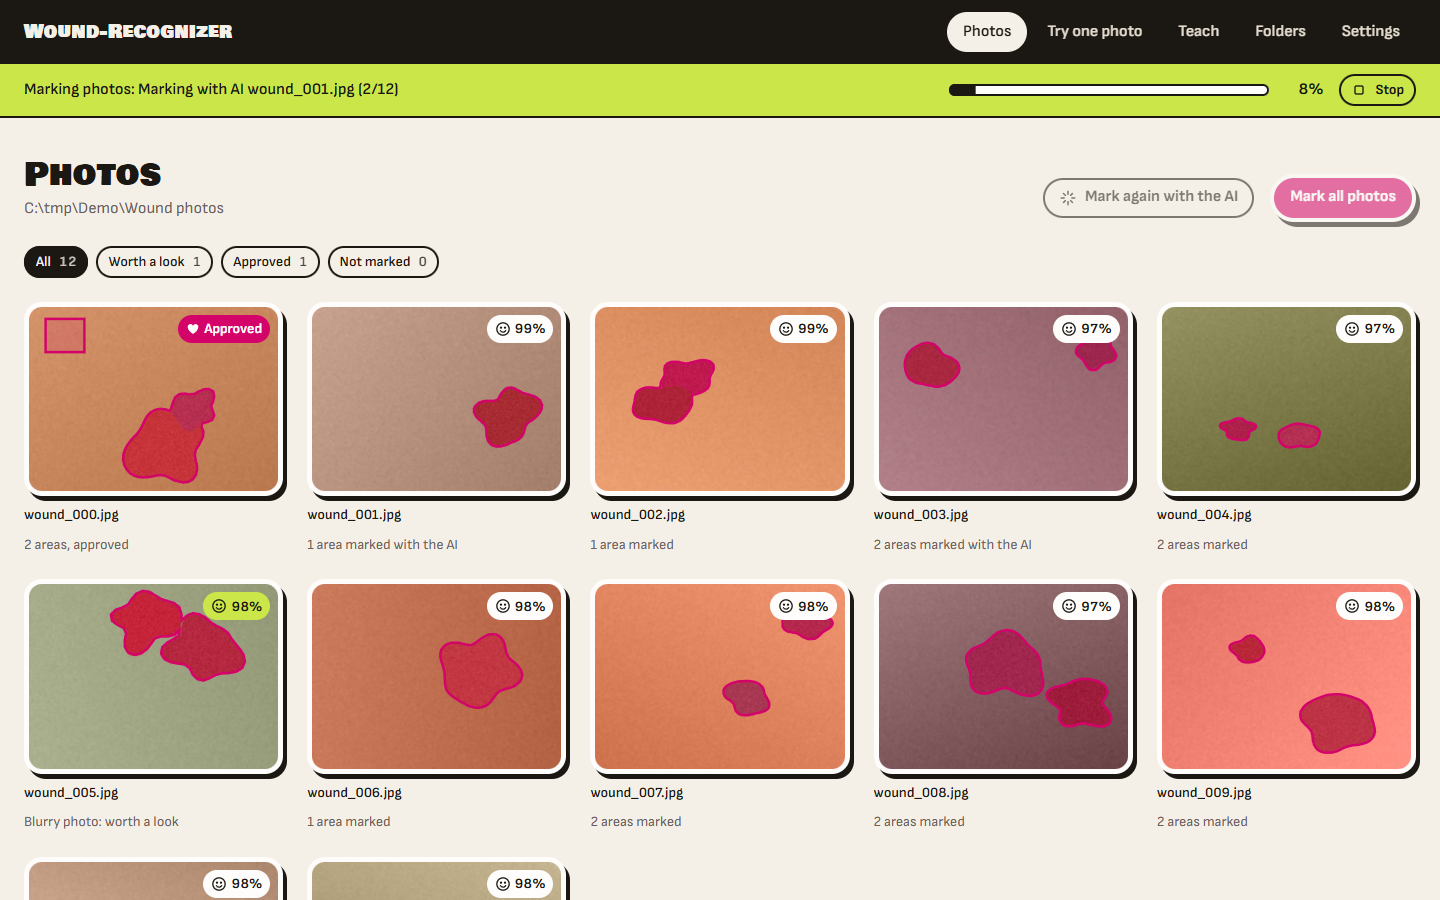 Wound-Recognizer
Photos Try one photo Teach Folders Settings
Marking photos: Marking with AI wound_001.jpg (2/12) 8% Stop
Photos
C:\tmp\Demo\Wound photos
Mark again with the AI Mark all photos
All 12 Worth a look 1 Approved 1 Not marked 0
Approved 99% 99% 97% 97%
wound_000.jpg wound_001.jpg wound_002.jpg wound_003.jpg wound_004.jpg
2 areas, approved 1 area marked with the AI 1 area marked 2 areas marked with the AI 2 areas marked
98% 98% 98% 97% 98%
wound_005.jpg wound_006.jpg wound_007.jpg wound_008.jpg wound_009.jpg
Blurry photo: worth a look 1 area marked 2 areas marked 2 areas marked 2 areas marked
98% 98%